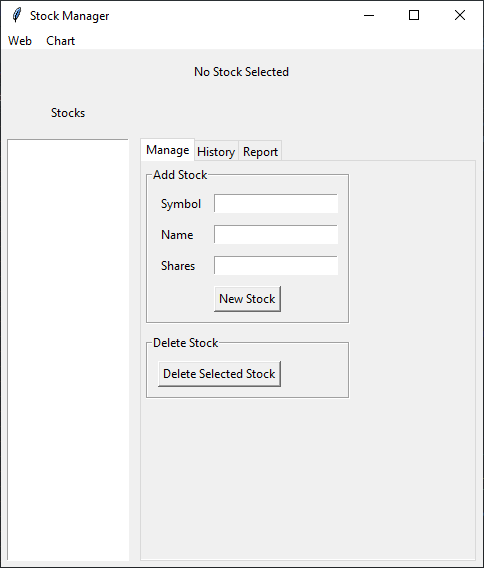 Stock Manager
Web Chart
No Stock Selected
Stocks
Manage History Report
Add Stock
Symbol
Name
Shares
New Stock
Delete Stock
Delete Selected Stock